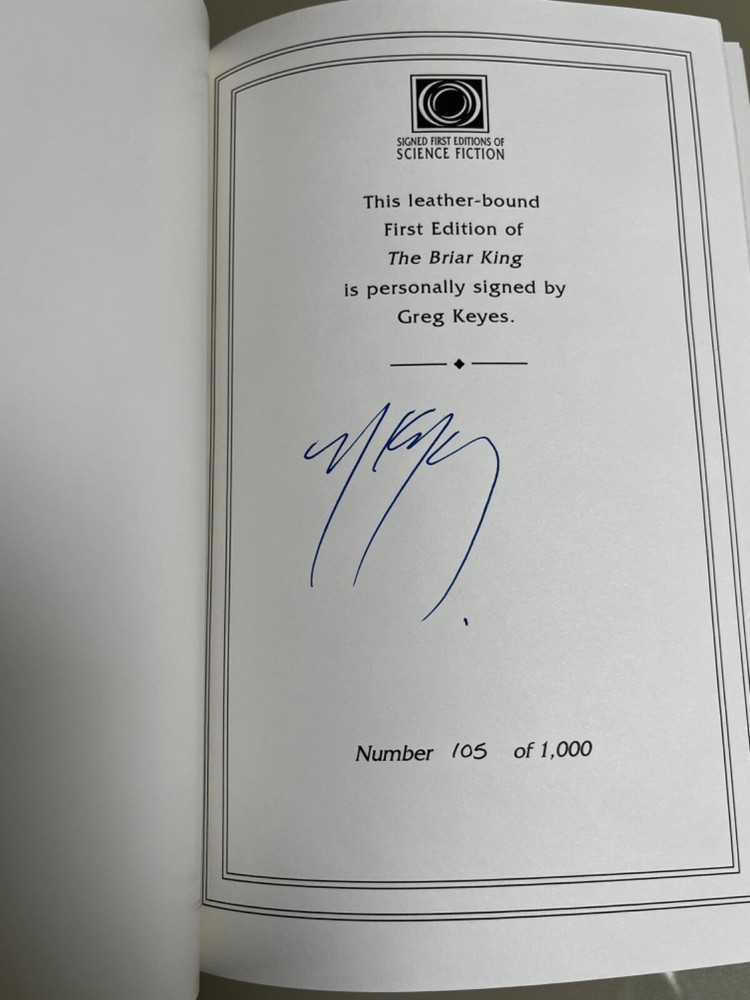 SIGNED FIRST EDITIONS OF
SCIENCE FICTION
This leather-bound
First Edition of
The Briar King
is personally signed by
Greg Keyes.
Number 105 of 1,000